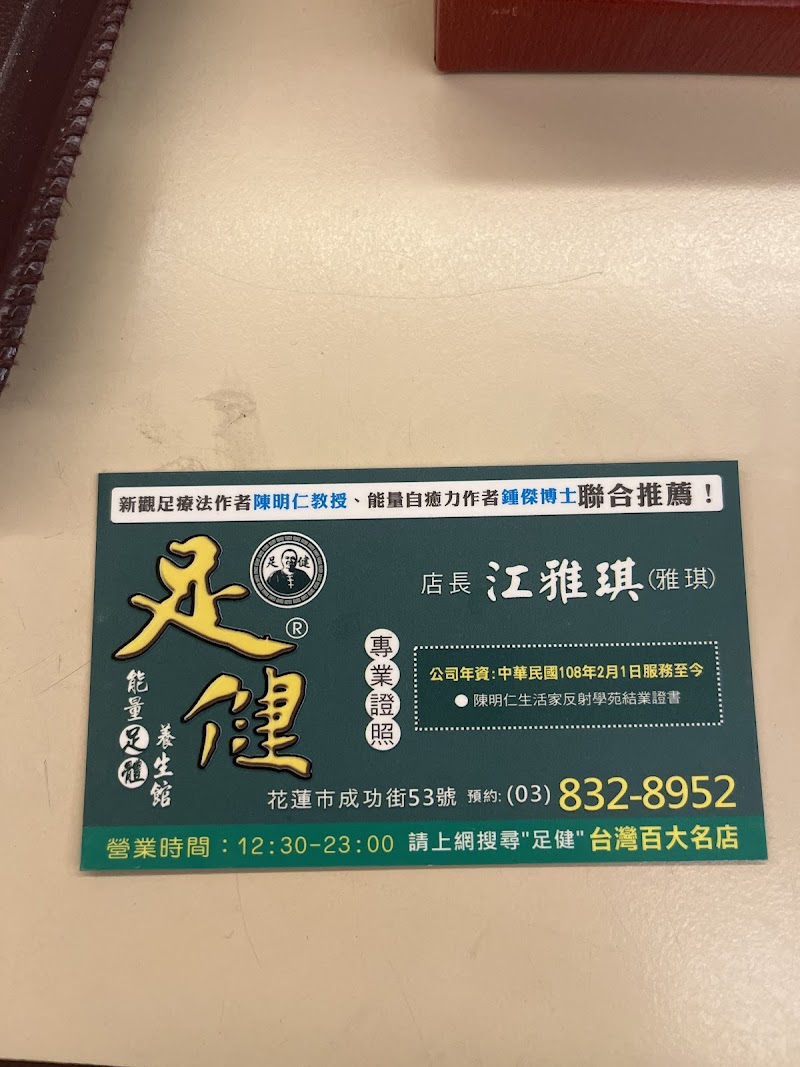 新觀足療法作者陳明仁教授、能量自癒力作者鍾傑博士聯合推薦！
足健
足健
®
能量足體
養生館
店長 江雅琪(雅琪)
專業證照
公司年資:中華民國108年2月1日服務至今
●陳明仁生活家反射學苑結業證書
花蓮市成功街53號 預約:(03) 832-8952
營業時間：12:30-23:00 請上網搜尋"足健"台灣百大名店